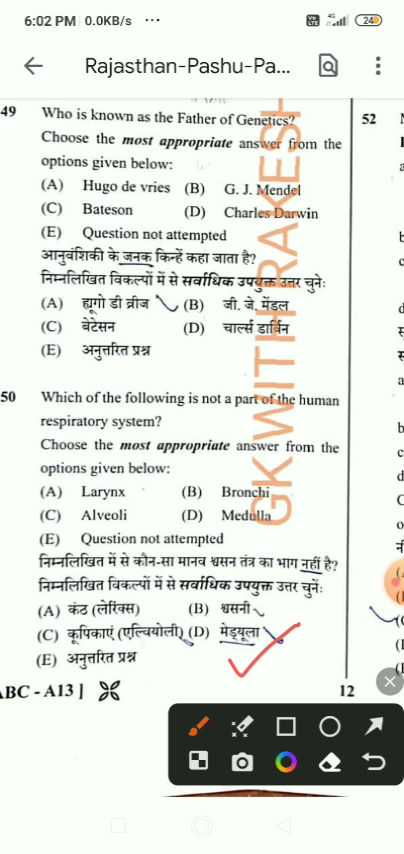 6:02 PM 0.0KB/s ...
Vo LTE 4G 24
Rajasthan-Pashu-Pa...
49 Who is known as the Father of Genetics?
Choose the most appropriate answer from the
options given below:
(A) Hugo de vries (B) G. J. Mendel
(C) Bateson (D) Charles Darwin
(E) Question not attempted
आनुवंशिकी के जनक किन्हें कहा जाता है?
निम्नलिखित विकल्पों में से सर्वाधिक उपयुक्त उत्तर चुनेः
(A) ह्यूगो डी व्रीज (B) जी. जे. मेंडल
(C) बेटेसन (D) चार्ल्स डार्विन
(E) अनुत्तरित प्रश्न
50 Which of the following is not a part of the human
respiratory system?
Choose the most appropriate answer from the
options given below:
(A) Larynx (B) Bronchi
(C) Alveoli (D) Medulla
(E) Question not attempted
निम्नलिखित में से कौन-सा मानव श्वसन तंत्र का भाग नहीं है?
निम्नलिखित विकल्पों में से सर्वाधिक उपयुक्त उत्तर चुनेंः
(A) कंठ (लेरिंक्स) (B) श्वसनी
(C) कूपिकाएं (एल्वियोली) (D) मेड्यूला
(E) अनुत्तरित प्रश्न
ABC - A13 ] 12
52
GK WITH RAKESH